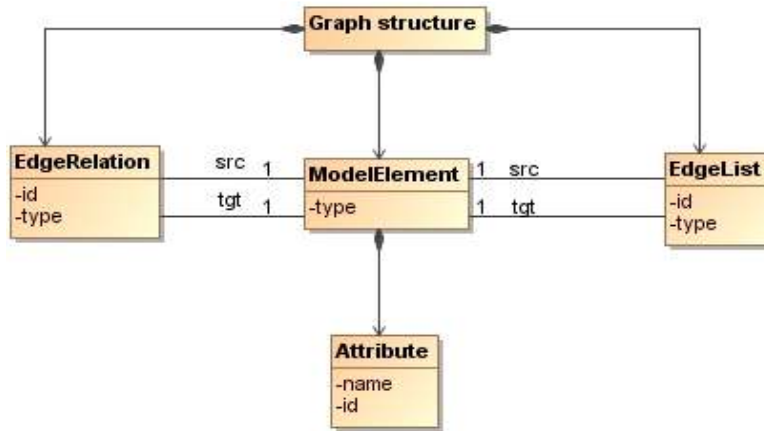 Graph structure
EdgeRelation
-id
-type
src 1
tgt 1
ModelElement
-type
1 src
1 tgt
EdgeList
-id
-type
Attribute
-name
-id